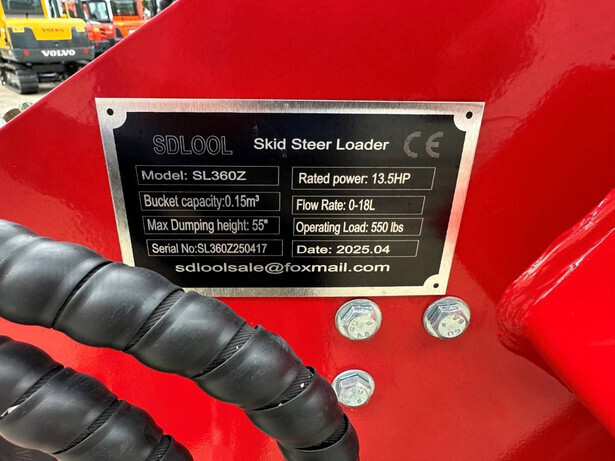 VOLVO
SDLOOL Skid Steer Loader CE
Model: SL360Z
Rated power: 13.5HP
Bucket capacity:0.15m³
Flow Rate: 0-18L
Max Dumping height: 55"
Operating Load: 550 lbs
Serial No:SL360Z250417
Date: 2025.04
sdloolsale@foxmail.com